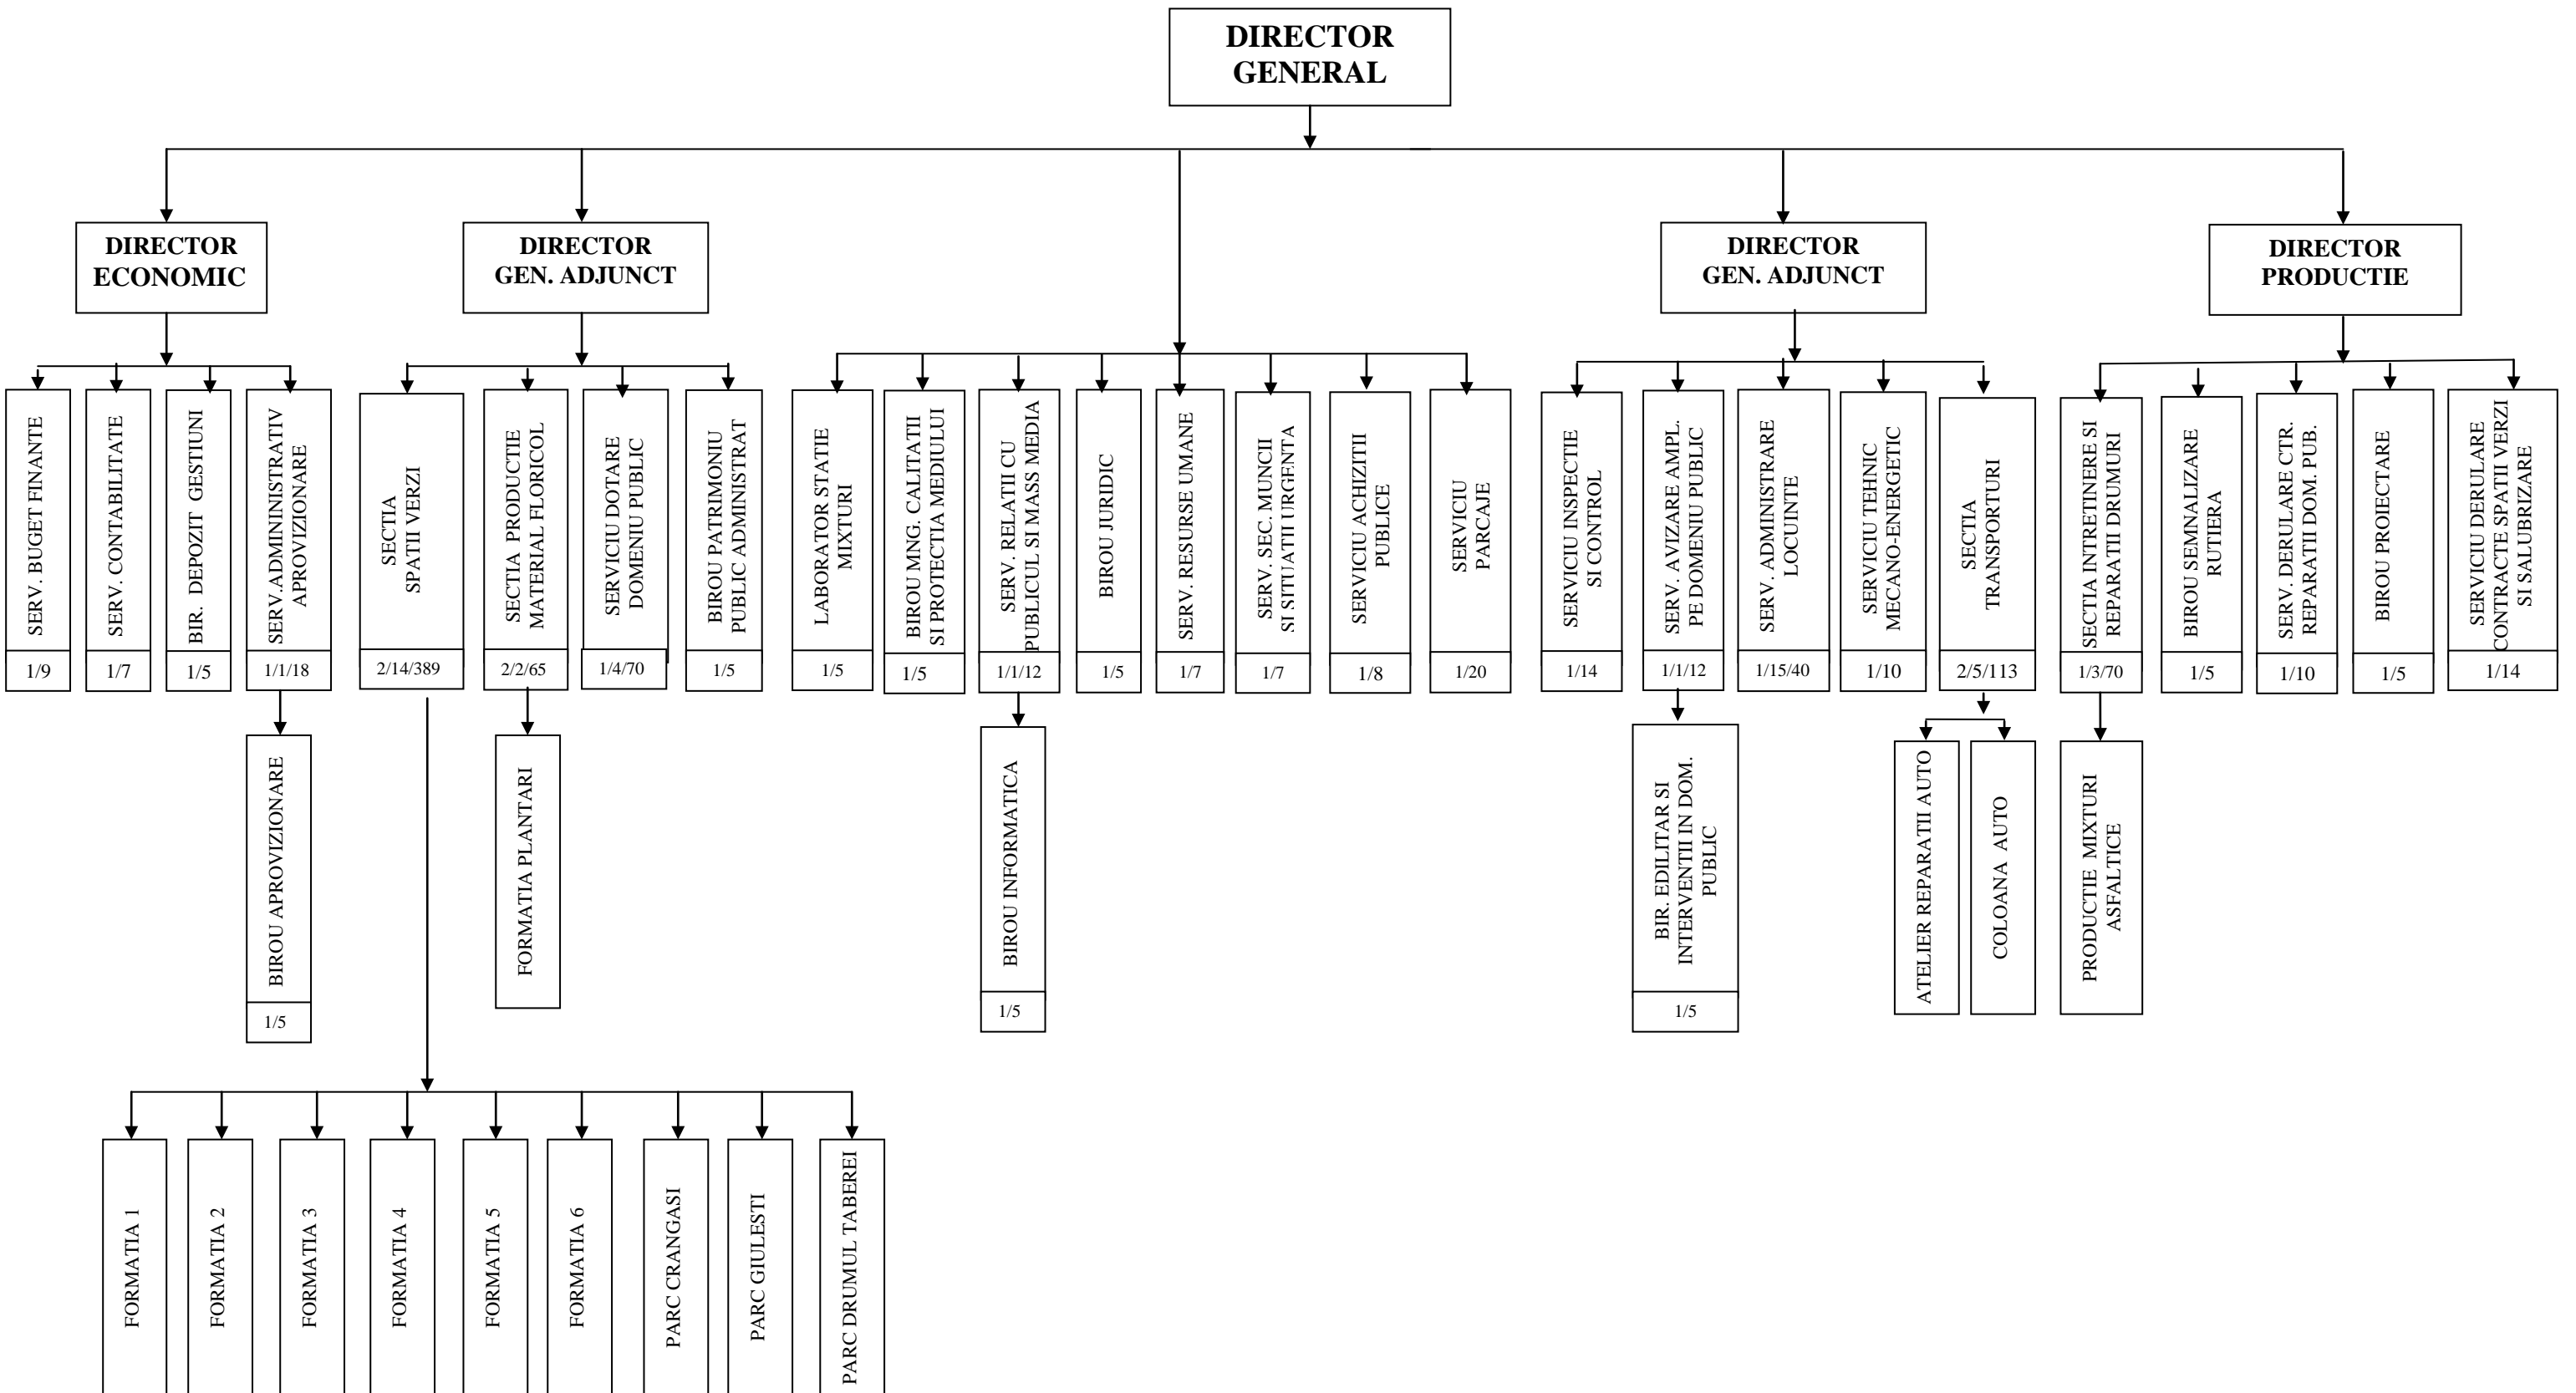 DIRECTOR
GENERAL
DIRECTOR
ECONOMIC
DIRECTOR
GEN. ADJUNCT
DIRECTOR
GEN. ADJUNCT
DIRECTOR
PRODUCTIE
SERV. BUGET FINANTE
1/9
SERV. CONTABILITATE
1/7
BIR. DEPOZIT GESTIUNI
1/5
SERV.ADMININISTRATIV
APROVIZIONARE
1/1/18
SECTIA
SPATII VERZI
2/14/389
SECTIA PRODUCTIE
MATERIAL FLORICOL
2/2/65
SERVICIU DOTARE
DOMENIU PUBLIC
1/4/70
BIROU PATRIMONIU
PUBLIC ADMINISTRAT
1/5
LABORATOR STATIE
MIXTURI
1/5
BIROU MNG. CALITATII
SI PROTECTIA MEDIULUI
1/5
SERV. RELATII CU
PUBLICUL SI MASS MEDIA
1/1/12
BIROU JURIDIC
1/5
SERV. RESURSE UMANE
1/7
SERV. SEC. MUNCII
SI SITUATII URGENTA
1/7
SERVICIU ACHIZITII
PUBLICE
1/8
SERVICIU
PARCAJE
1/20
SERVICIU INSPECTIE
SI CONTROL
1/14
SERV. AVIZARE AMPL.
PE DOMENIU PUBLIC
1/1/12
SERV. ADMINISTRARE
LOCUINTE
1/15/40
SERVICIU TEHNIC
MECANO-ENERGETIC
1/10
SECTIA
TRANSPORTURI
2/5/113
SECTIA INTRETINERE SI
REPARATII DRUMURI
1/3/70
BIROU SEMNALIZARE
RUTIERA
1/5
SERV. DERULARE CTR.
REPARATII DOM. PUB.
1/10
BIROU PROIECTARE
1/5
SERVICIU DERULARE
CONTRACTE SPATII VERZI
SI SALUBRIZARE
1/14
BIROU APROVIZIONARE
1/5
FORMATIA PLANTARI
BIROU INFORMATICA
1/5
BIR. EDILITAR SI
INTERVENTII IN DOM.
PUBLIC
1/5
ATELIER REPARATII AUTO
COLOANA AUTO
PRODUCTIE MIXTURI
ASFALTICE
FORMATIA 1
FORMATIA 2
FORMATIA 3
FORMATIA 4
FORMATIA 5
FORMATIA 6
PARC CRANGASI
PARC GIULESTI
PARC DRUMUL TABEREI